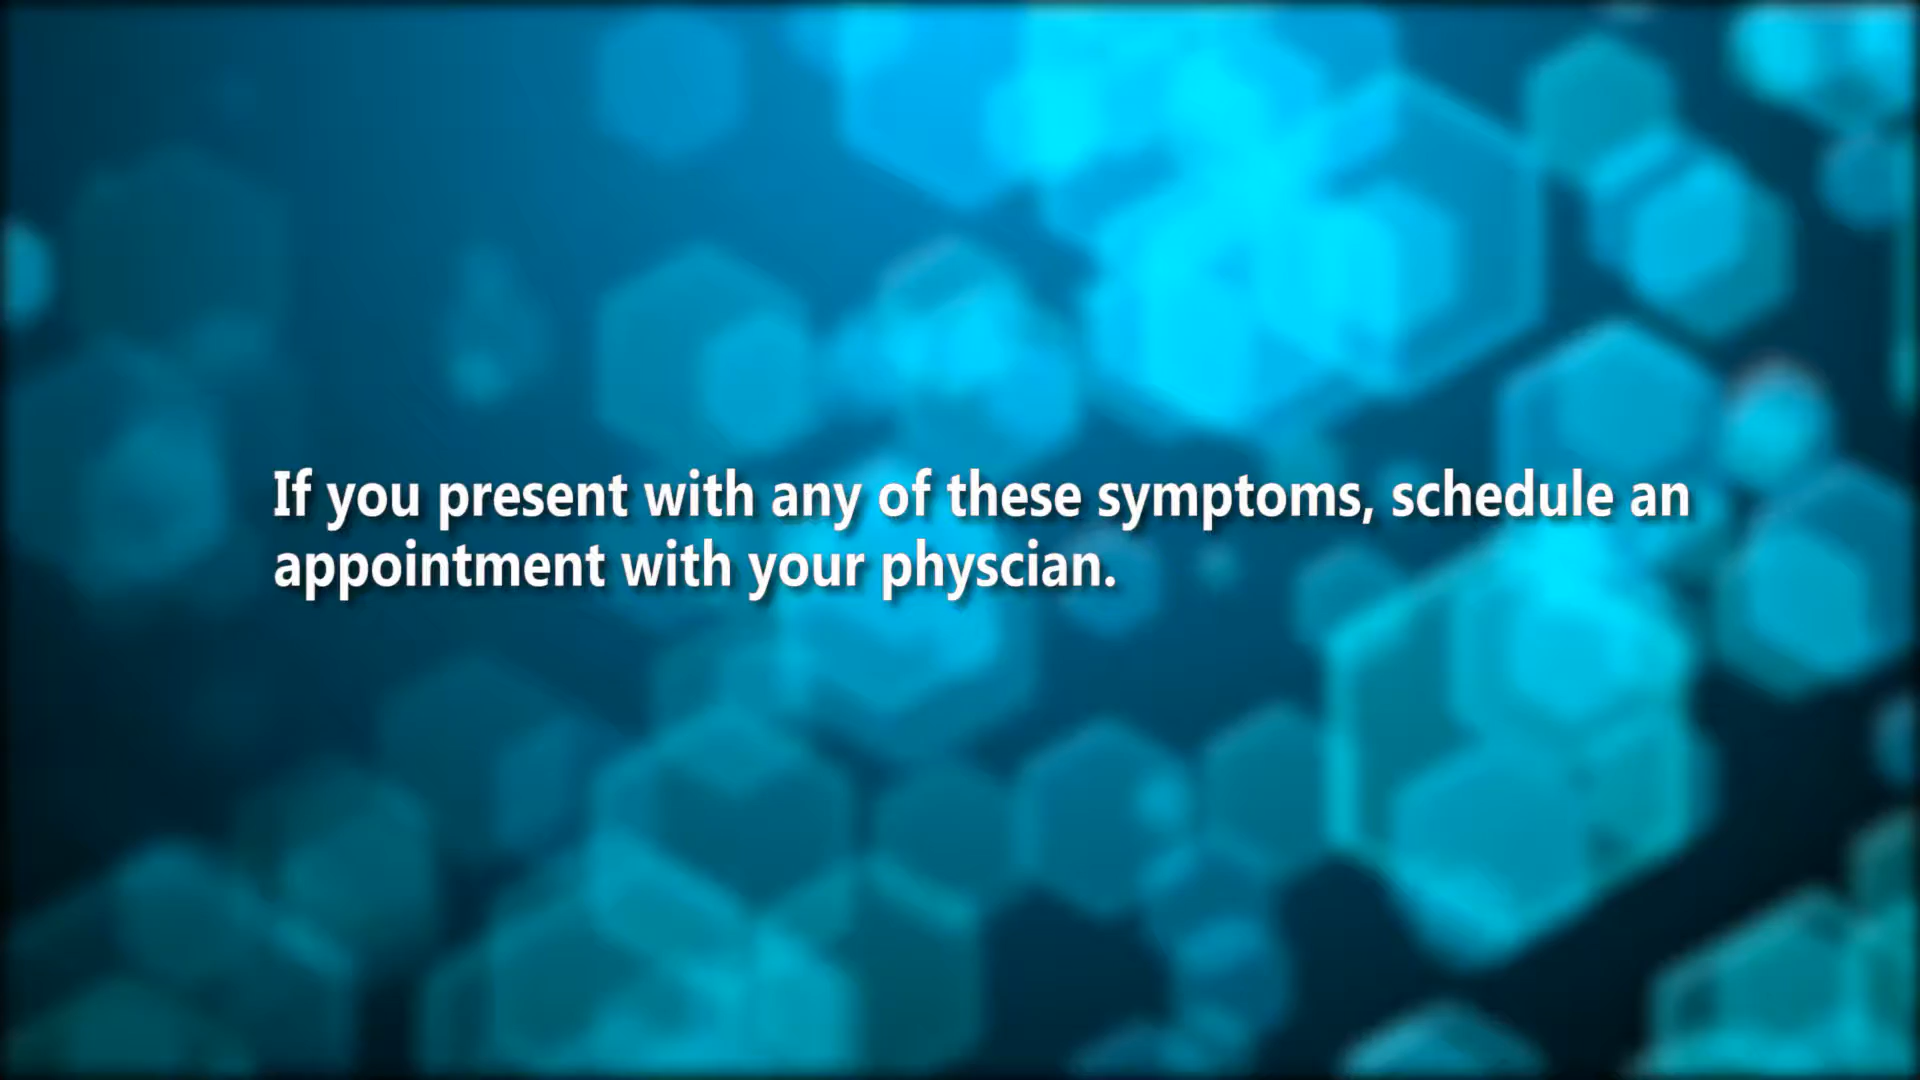 If you present with any of these symptoms, schedule an
appointment with your physcian.